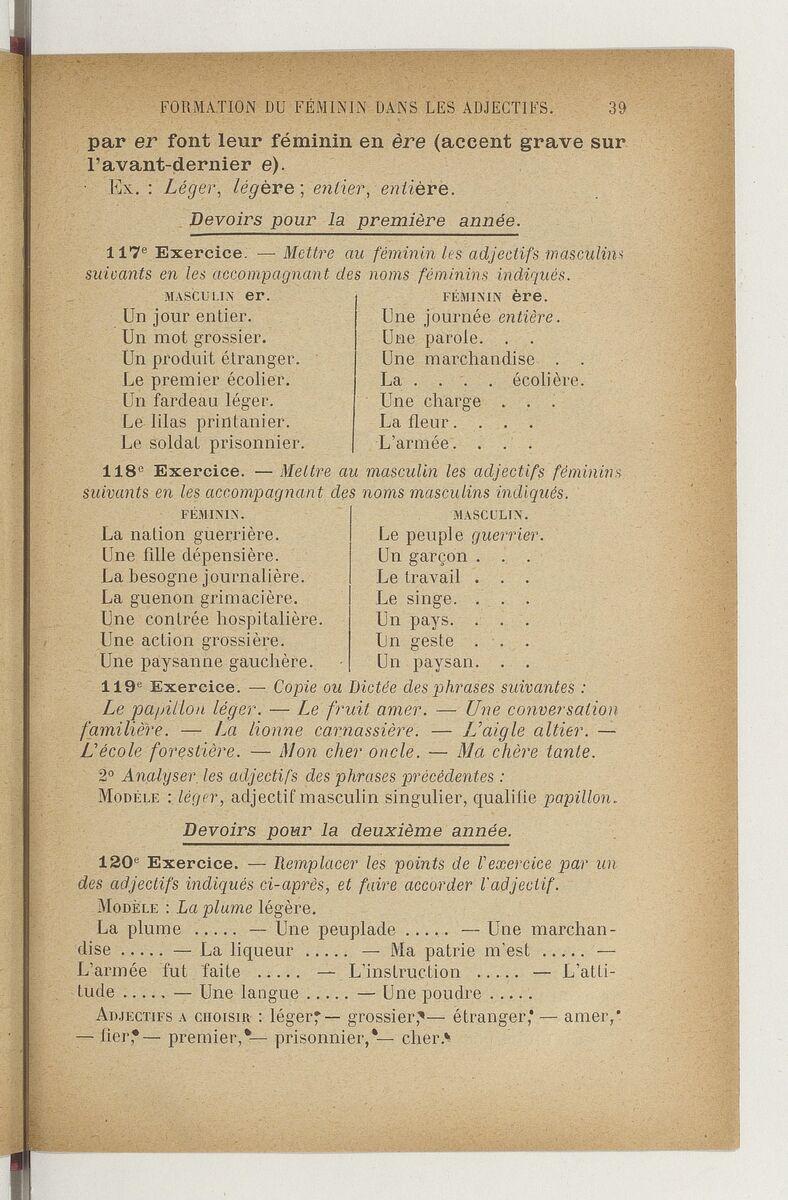 FORMATION DU FÉMININ DANS LES ADJECTIFS. 39
par er font leur féminin en ère (accent grave sur
l'avant-dernier e).
Ex. : Léger, légère ; entier, entière.
Devoirs pour la première année.
117e Exercice. — Mettre au féminin les adjectifs masculins
suivants en les accompagnant des noms féminins indiqués.
MASCULIN er.
Un jour entier.
Un mot grossier.
Un produit étranger.
Le premier écolier.
Un fardeau léger.
Le lilas printanier.
Le soldat prisonnier.
FÉMININ ère.
Une journée entière.
Une parole. . .
Une marchandise . .
La . . . . écolière.
Une charge . . .
La fleur. . . .
L'armée. . . .
118e Exercice. — Mettre au masculin les adjectifs féminins
suivants en les accompagnant des noms masculins indiqués.
FÉMININ.
La nation guerrière.
Une fille dépensière.
La besogne journalière.
La guenon grimacière.
Une contrée hospitalière.
Une action grossière.
Une paysanne gauchère.
MASCULIN.
Le peuple guerrier.
Un garçon . . .
Le travail . . .
Le singe. . . .
Un pays. . . .
Un geste . . .
Un paysan. . .
119e Exercice. — Copie ou Dictée des phrases suivantes :
Le papillon léger. — Le fruit amer. — Une conversation
familière. — La lionne carnassière. — L'aigle altier. —
L'école forestière. — Mon cher oncle. — Ma chère tante.
2o Analyser les adjectifs des phrases précédentes :
MODÈLE : léger, adjectif masculin singulier, qualifie papillon.
Devoirs pour la deuxième année.
120e Exercice. — Remplacer les points de l'exercice par un
des adjectifs indiqués ci-après, et faire accorder l'adjectif.
MODÈLE : La plume légère.
La plume ..... — Une peuplade ..... — Une marchan-
dise ..... — La liqueur ..... — Ma patrie m'est ..... —
L'armée fut faite ..... — L'instruction ..... — L'atti-
tude ..... — Une langue ..... — Une poudre .....
ADJECTIFS A CHOISIR : léger, — grossier, — étranger, — amer,
— fier, — premier, — prisonnier, — cher.